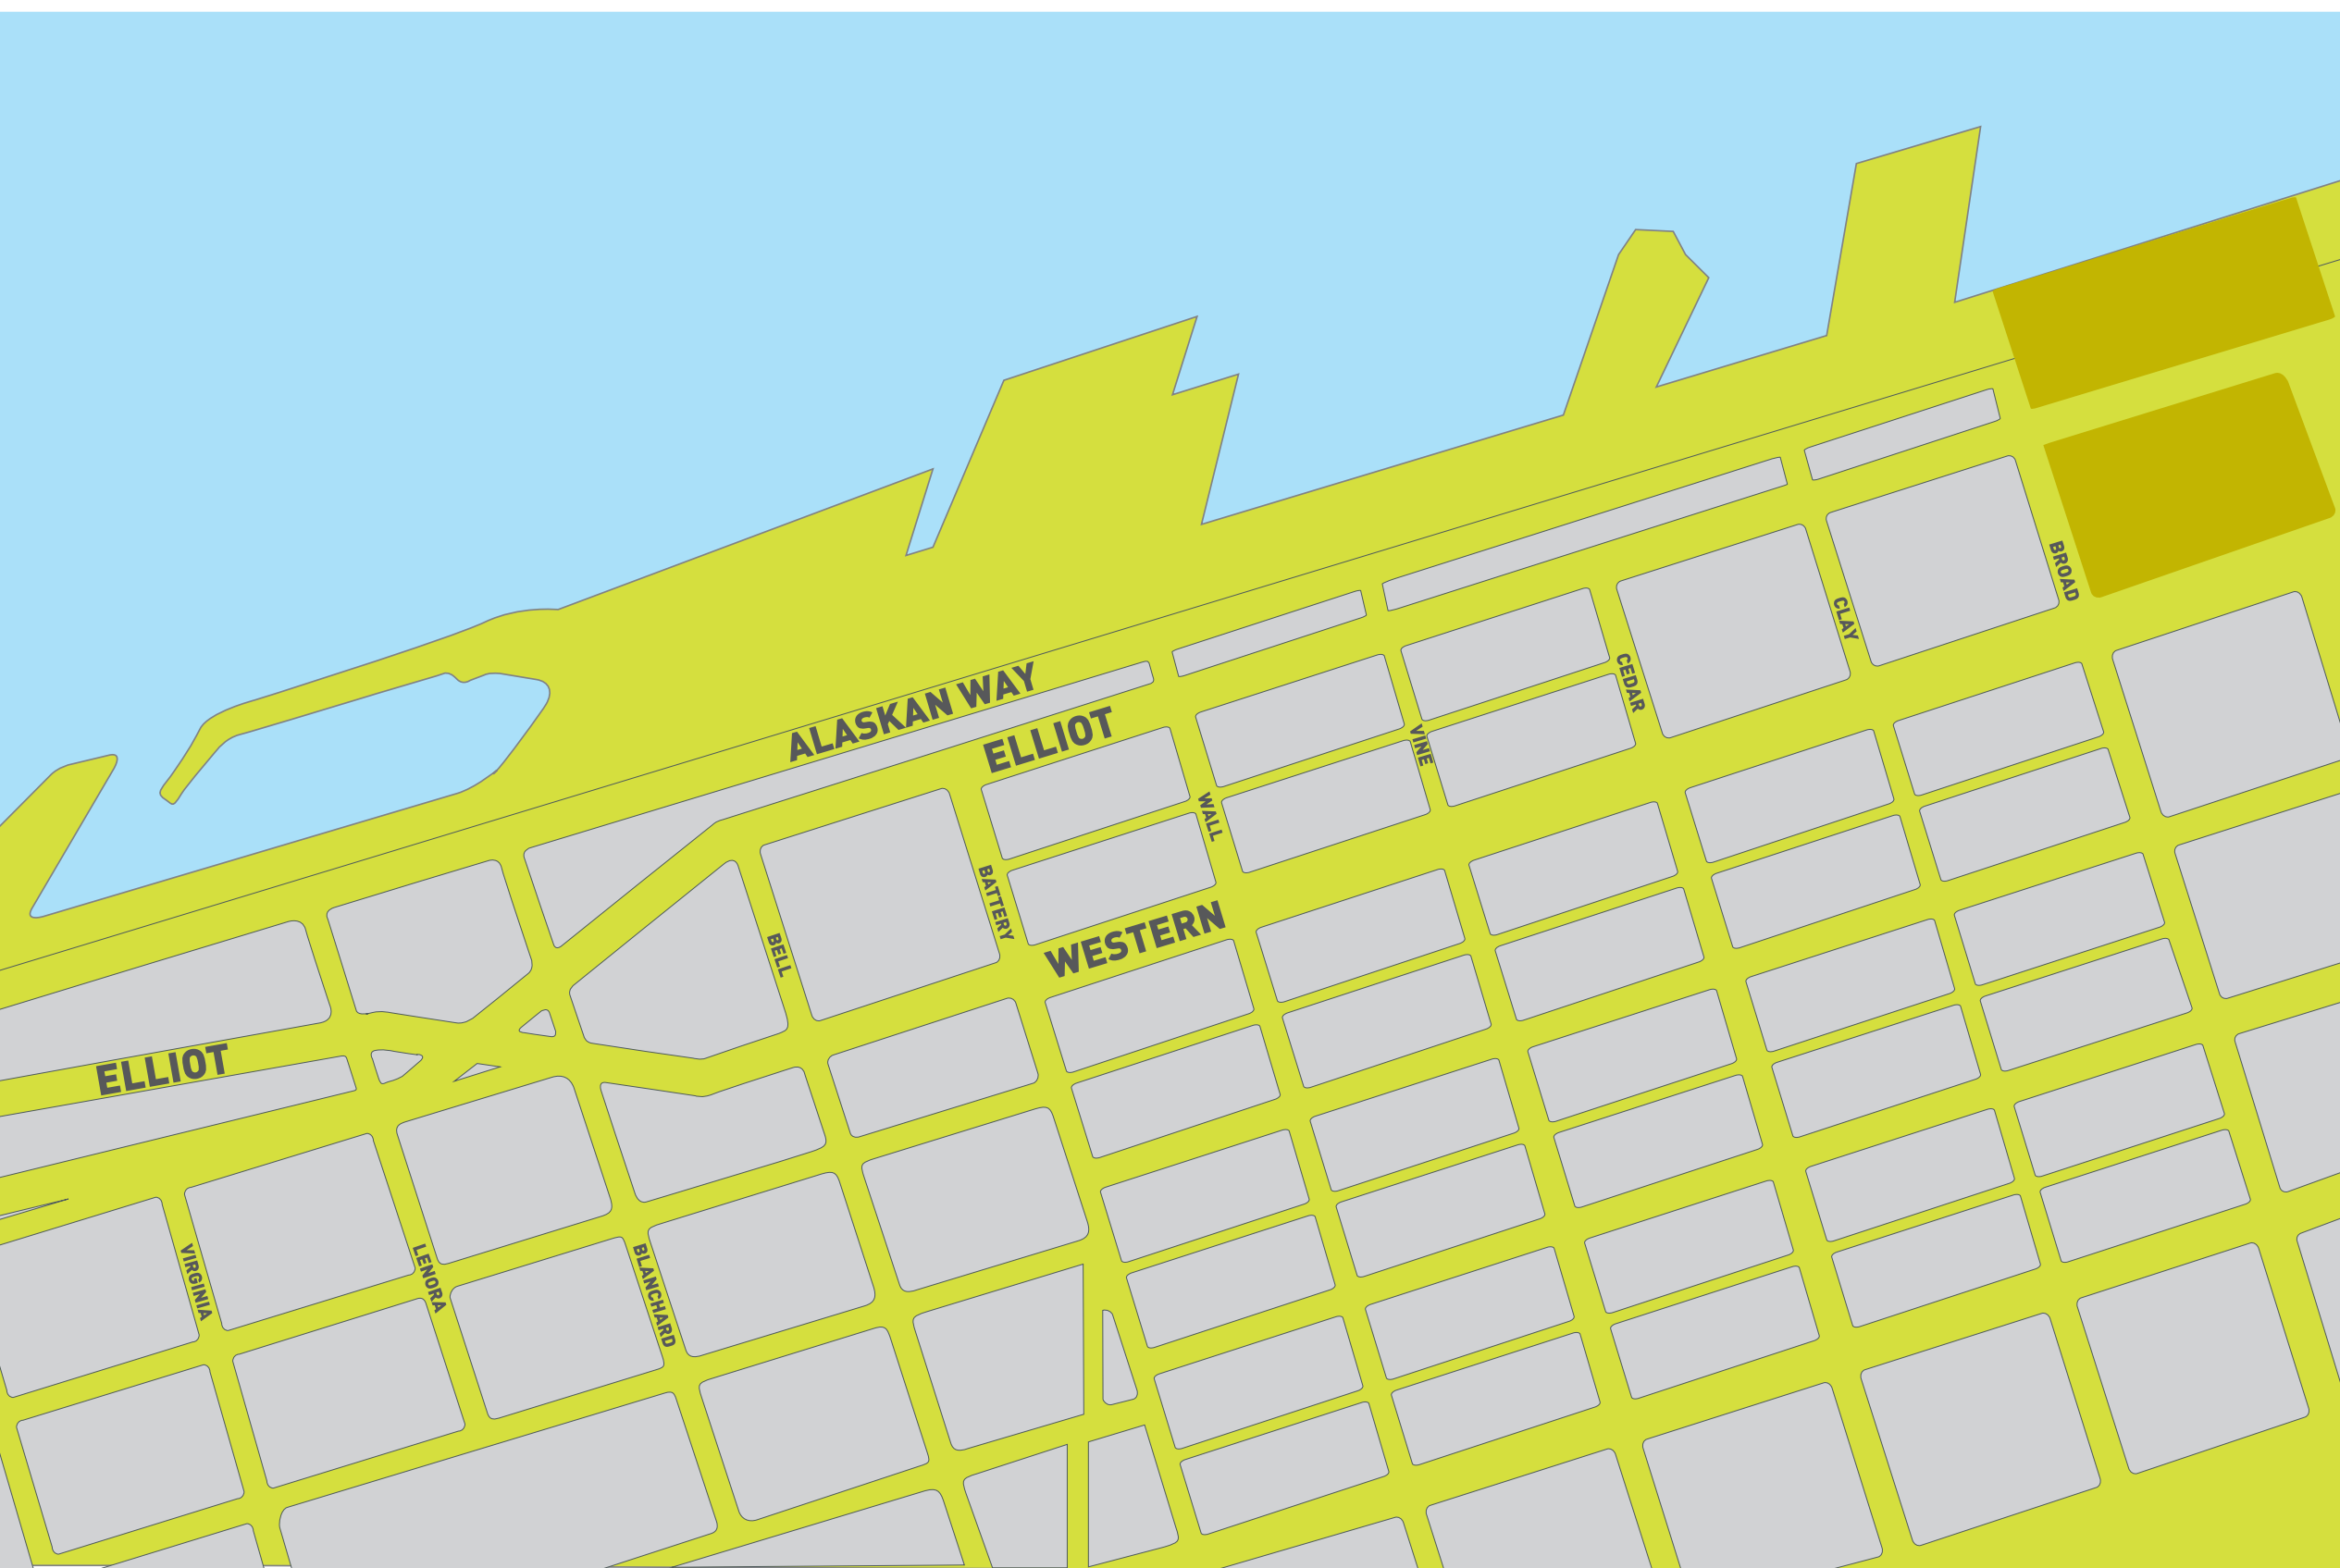 BROAD
CLAY
CEDAR
ALASKAN WAY
ELLIOT
VINE
WALL
BATTERY
WESTERN
BELL
ELLIOT
VIRGINIA
LENORA
BLANCHARD